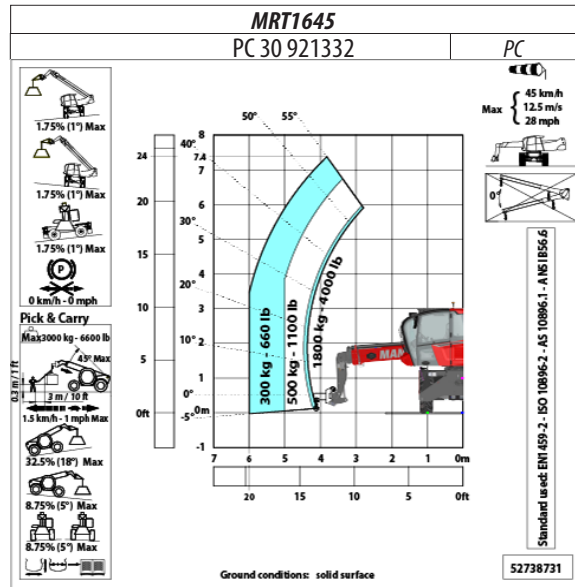 MRT1645
PC 30 921332
PC
1.75% (1°) Max
1.75% (1°) Max
1.75% (1°) Max
P
0 km/h - 0 mph
Pick & Carry
Max 3000 kg - 6600 lb
45° Max
0.3 m / 1 ft
3 m / 10 ft
1.5 km/h - 1 mph Max
32.5% (18°) Max
8.75% (5°) Max
8.75% (5°) Max
45 km/h
Max { 12.5 m/s
28 mph
0°
50° 55°
40°
30°
20°
10°
0°
-5°
24
20
15
10
5
0ft
8
7.4
7
6
5
4
3
2
1
0m
-1
300 kg - 660 lb
500 kg - 1100 lb
1800 kg - 4000 lb
MAN
7 6 5 4 3 2 1 0m
20 15 10 5 0ft
Standard used: EN1459-2 - ISO 10896-2 - AS 10896.1 - ANSI B56.6
Ground conditions: solid surface
52738731